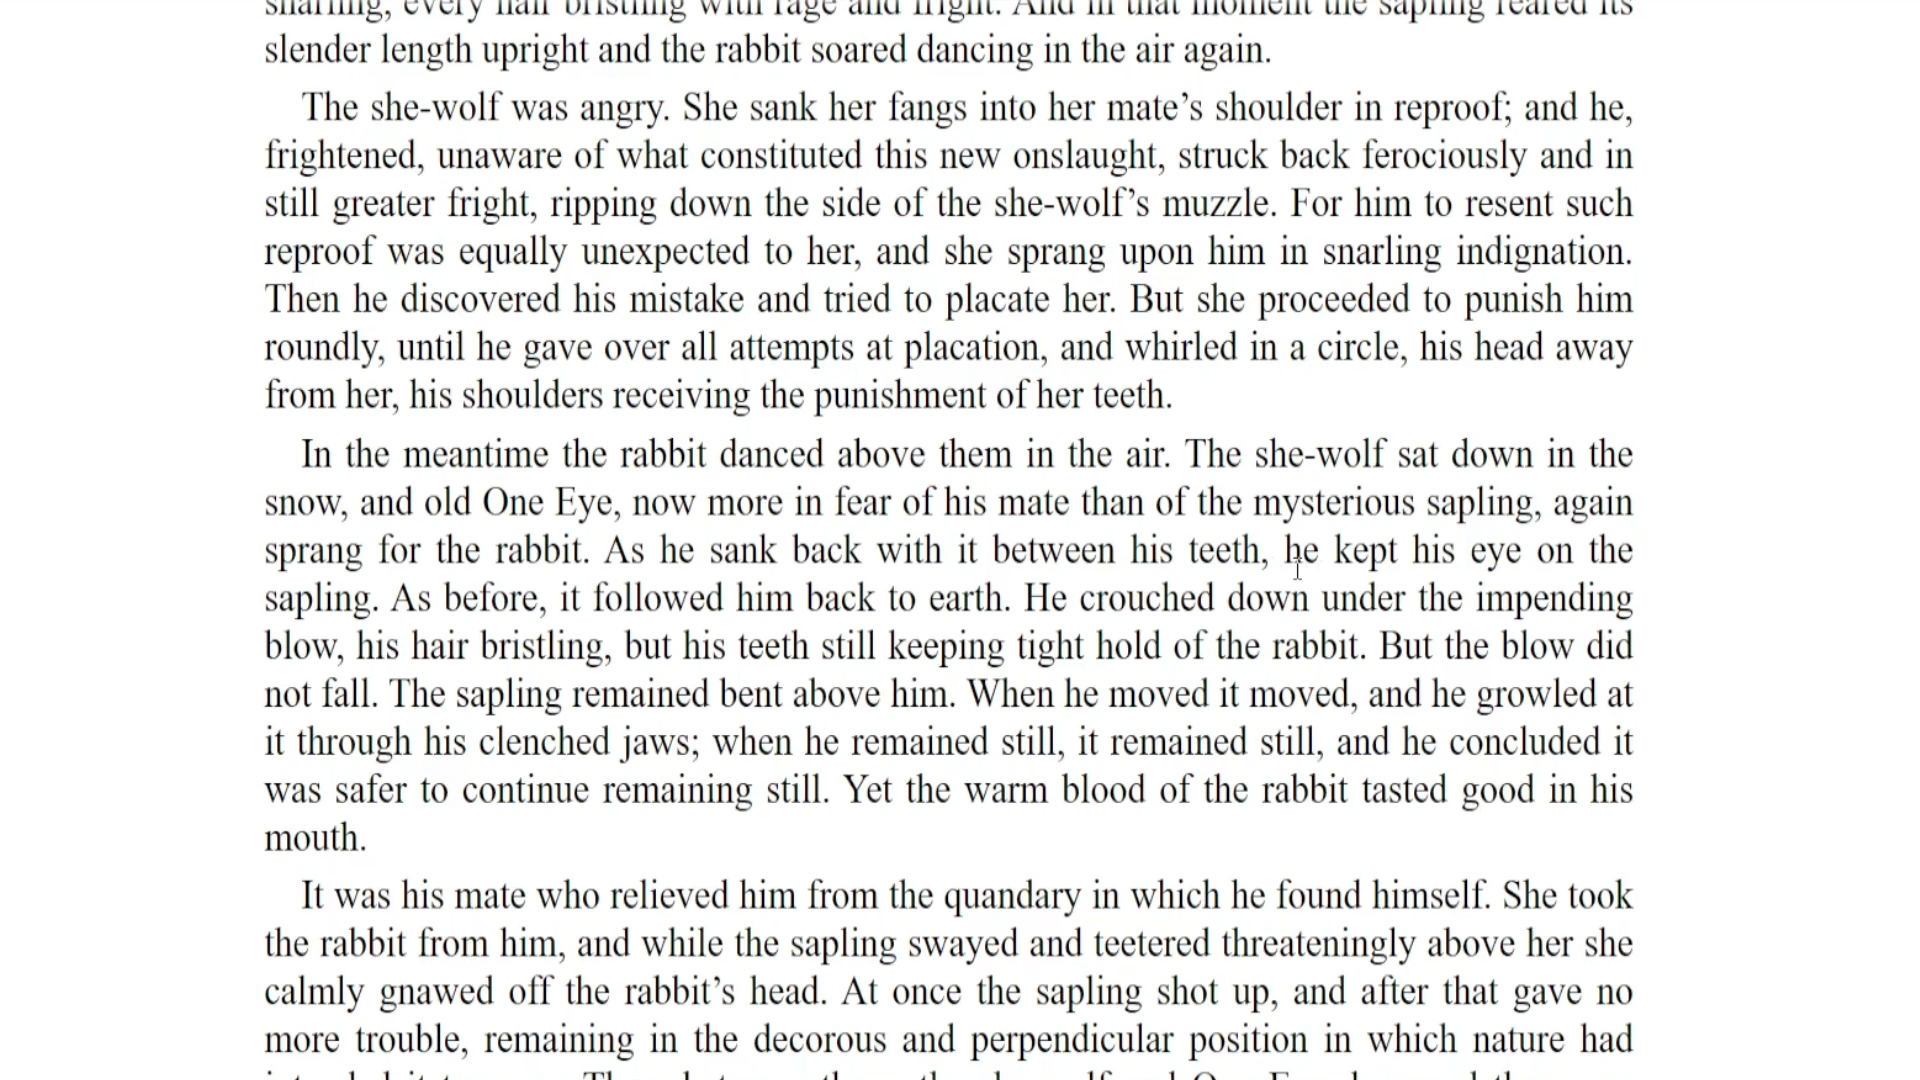 snarling, every hair bristling with rage and fright. And in that moment the sapling reared its
slender length upright and the rabbit soared dancing in the air again.
The she-wolf was angry. She sank her fangs into her mate’s shoulder in reproof; and he,
frightened, unaware of what constituted this new onslaught, struck back ferociously and in
still greater fright, ripping down the side of the she-wolf’s muzzle. For him to resent such
reproof was equally unexpected to her, and she sprang upon him in snarling indignation.
Then he discovered his mistake and tried to placate her. But she proceeded to punish him
roundly, until he gave over all attempts at placation, and whirled in a circle, his head away
from her, his shoulders receiving the punishment of her teeth.
In the meantime the rabbit danced above them in the air. The she-wolf sat down in the
snow, and old One Eye, now more in fear of his mate than of the mysterious sapling, again
sprang for the rabbit. As he sank back with it between his teeth, he kept his eye on the
sapling. As before, it followed him back to earth. He crouched down under the impending
blow, his hair bristling, but his teeth still keeping tight hold of the rabbit. But the blow did
not fall. The sapling remained bent above him. When he moved it moved, and he growled at
it through his clenched jaws; when he remained still, it remained still, and he concluded it
was safer to continue remaining still. Yet the warm blood of the rabbit tasted good in his
mouth.
It was his mate who relieved him from the quandary in which he found himself. She took
the rabbit from him, and while the sapling swayed and teetered threateningly above her she
calmly gnawed off the rabbit’s head. At once the sapling shot up, and after that gave no
more trouble, remaining in the decorous and perpendicular position in which nature had